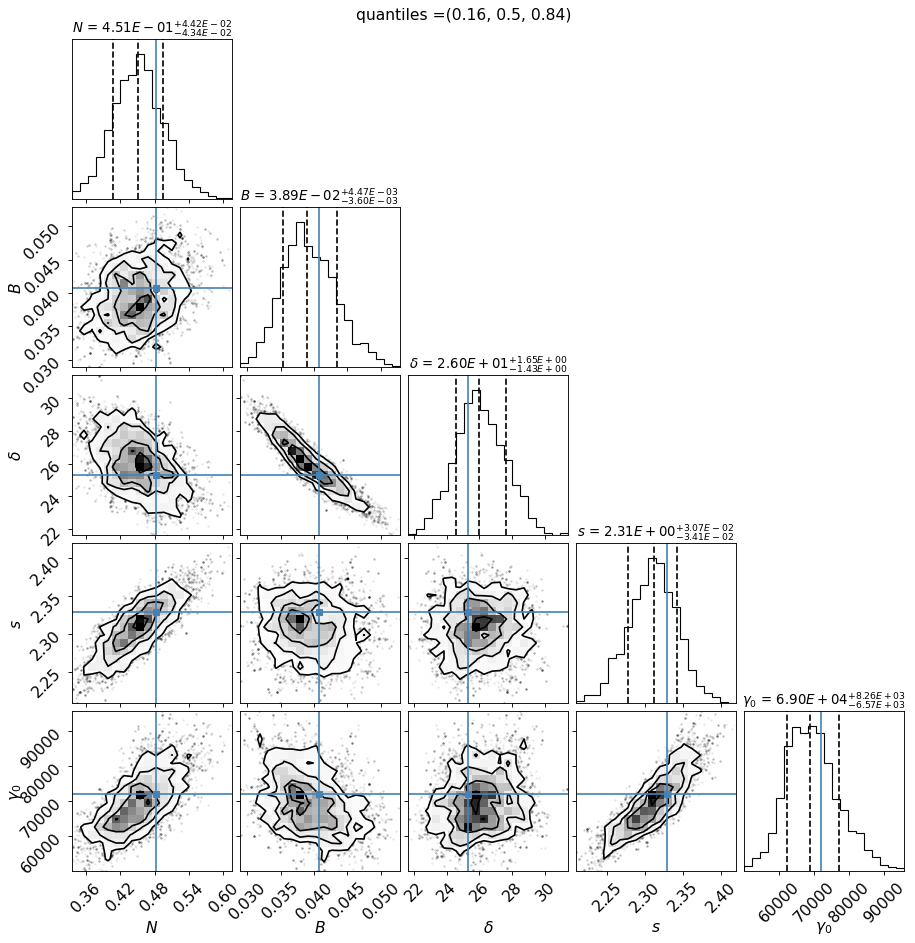 quantiles =(0.16, 0.5, 0.84)
N = 4.51E − 01 +4.42E − 02 −4.34E − 02
B = 3.89E − 02 +4.47E − 03 −3.60E − 03
0.050
0.045
0.040
0.035
0.030
B
δ = 2.60E + 01 +1.65E + 00 −1.43E + 00
30
28
26
24
22
δ
s = 2.31E + 00 +3.07E − 02 −3.41E − 02
2.40
2.35
2.30
2.25
s
γ₀ = 6.90E + 04 +8.26E + 03 −6.57E + 03
90000
80000
70000
60000
γ₀
0.36 0.42 0.48 0.54 0.60
0.030 0.035 0.040 0.045 0.050
22 24 26 28 30
2.25 2.30 2.35 2.40
60000 70000 80000 90000
N B δ s γ₀